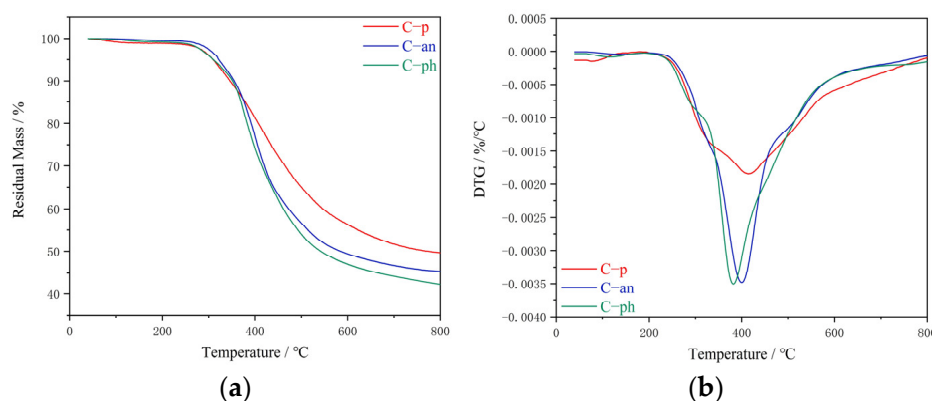 100
90
80
70
60
50
40
0
200
400
600
800
Residual Mass / %
Temperature / ℃
C−p
C−an
C−ph
(a)
0.0005
0.0000
−0.0005
−0.0010
−0.0015
−0.0020
−0.0025
−0.0030
−0.0035
−0.0040
0
200
400
600
800
DTG / %/℃
Temperature / ℃
C−p
C−an
C−ph
(b)